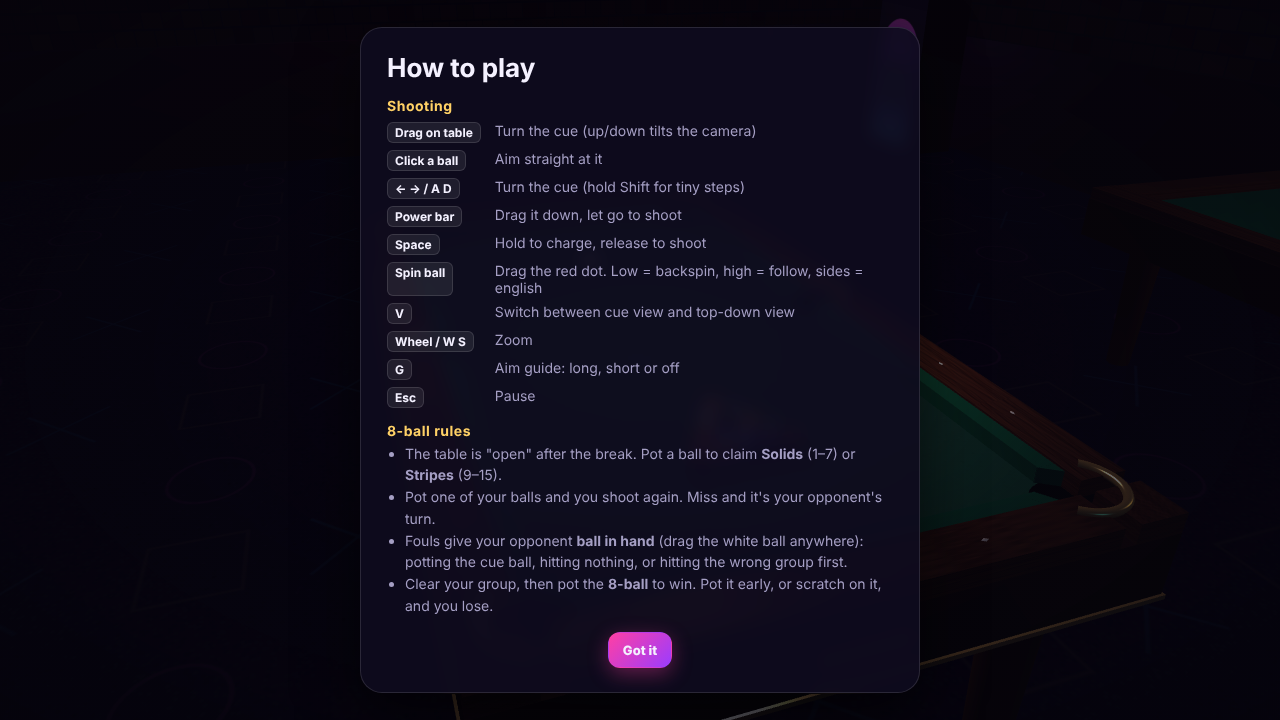 How to play
Shooting
Drag on table Turn the cue (up/down tilts the camera)
Click a ball Aim straight at it
← → / A D Turn the cue (hold Shift for tiny steps)
Power bar Drag it down, let go to shoot
Space Hold to charge, release to shoot
Spin ball Drag the red dot. Low = backspin, high = follow, sides =
english
V Switch between cue view and top-down view
Wheel / W S Zoom
G Aim guide: long, short or off
Esc Pause
8-ball rules
• The table is "open" after the break. Pot a ball to claim Solids (1–7) or
Stripes (9–15).
• Pot one of your balls and you shoot again. Miss and it's your opponent's
turn.
• Fouls give your opponent ball in hand (drag the white ball anywhere):
potting the cue ball, hitting nothing, or hitting the wrong group first.
• Clear your group, then pot the 8-ball to win. Pot it early, or scratch on it,
and you lose.
Got it